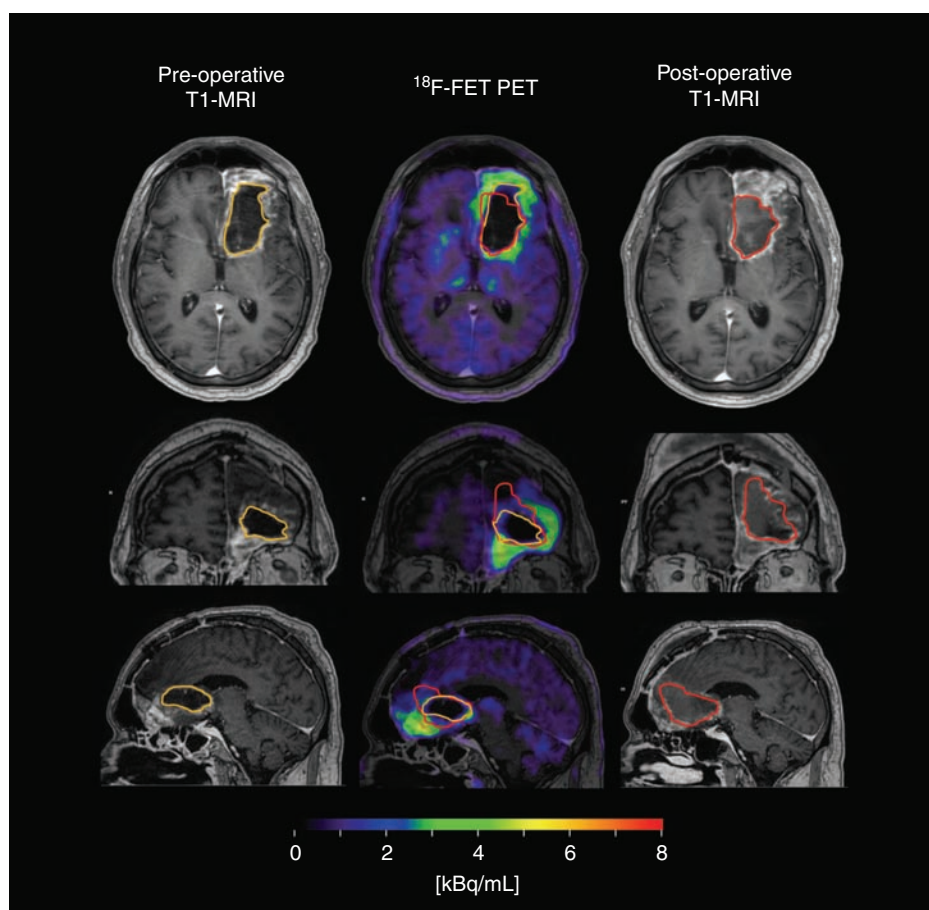 Pre-operative
T1-MRI
¹⁸F-FET PET
Post-operative
T1-MRI
0 2 4 6 8
[kBq/mL]